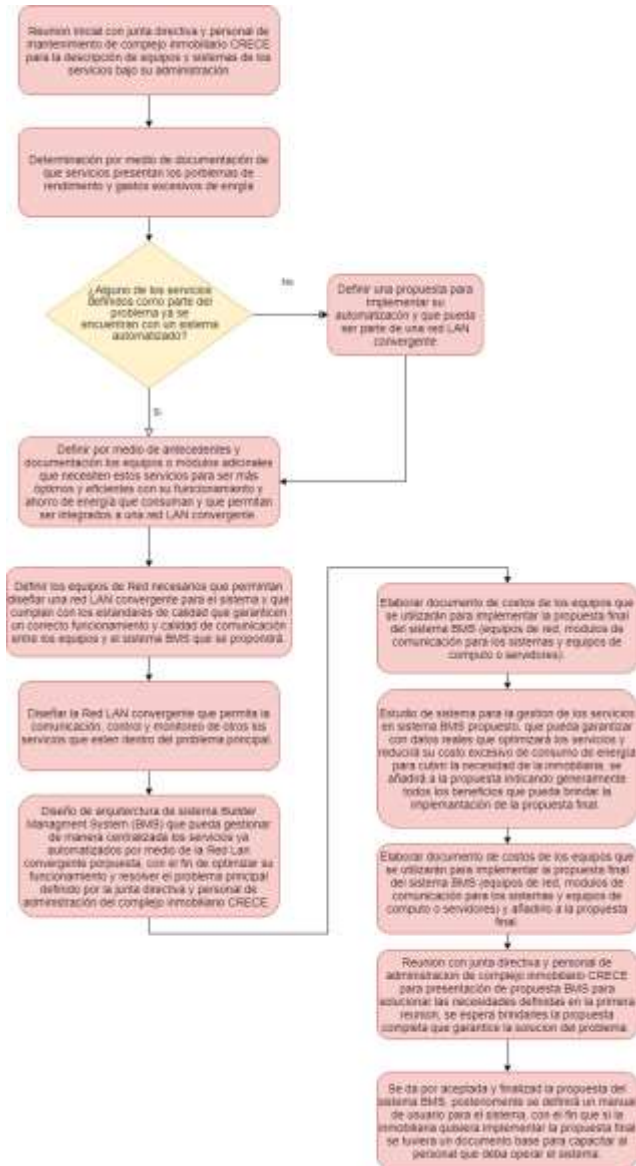 Reunion inicial con junta directiva y personal de
mantenimiento de complejo inmobiliario CRECE
para la descripción de equipos y sistemas de los
servicios bajo su administración
Determinación por medio de documentación de
que servicios presentan los porblemas de
rendimiento y gastos excesivos de enrgía
¿Alguno de los servicios
definidos como parte del
problema ya se
encuentran con un sistema
automatizado?
No
Definir una propuesta para
implementar su
automatización y que pueda
ser parte de una red LAN
convergente
Si
Definir por medio de antecedentes y
documentación los equipos o módulos adicionales
que necesiten estos servicios para ser más
óptimos y eficientes con su funcionamiento y
ahorro de energía que consuman y que permitan
ser integrados a una red LAN convergente
Definir los equipos de Red necesarios que permintan
diseñar una red LAN convergente para el sistema y que
cumplan con los estándares de calidad que garanticen
un correcto funcionamiento y calidad de comunicación
entre los equipos y el sistema BMS que se propondrá.
Diseñar la Red LAN convergente que permita la
comunicación, control y monitoreo de otros los
servicios que esten dentro del problema principal.
Diseño de arquitectura de sistema Builder
Managment System (BMS) que pueda gestionar
de manera centralizada los servicios ya
automatizados por medio de la Red Lan
convergente porpuesta, con el fin de optimizar su
funcionamiento y resolver el problema principal
definido por la junta directiva y personal de
administración del complejo inmobiliario CRECE.
Elaborar documento de costos de los equipos que
se utilizarán para implementar la propuesta final
del sistema BMS (equipos de red, modulos de
comunicación para los sistemas y equipos de
computo o servidores).
Estudio de sistema para la gestion de los servicios
en sistema BMS propuesto, que pueda garantizar
con datos reales que optimizará los servicios y
reducirá su costo excesivo de consumo de energía
para cubrir la necesidad de la inmobiliaria, se
añadirá a la propuesta indicando generalmente
todos los beneficios que pueda brindar la
implemantación de la propuesta final.
Elaborar documento de costos de los equipos que
se utilizarán para implementar la propuesta final
del sistema BMS (equipos de red, modulos de
comunicación para los sistemas y equipos de
computo o servidores) y añadirlo a la propuesta
final.
Reunion con junta directiva y personal de
administracion de complejo inmobiliario CRECE
para presentación de propuesta BMS para
solucionar las necesidades definidas en la primera
reunion, se espera brindarles la propuesta
completa que garantice la solucion del problema.
Se da por aceptada y finalizad la propuesta del
sistema BMS, posteriomente se definirá un manual
de usuario para el sistema, con el fin que si la
inmobiliaria quisiera implementar la propuesta final
se tuviera un documento base para capacitar al
personal que deba operar el sistema.